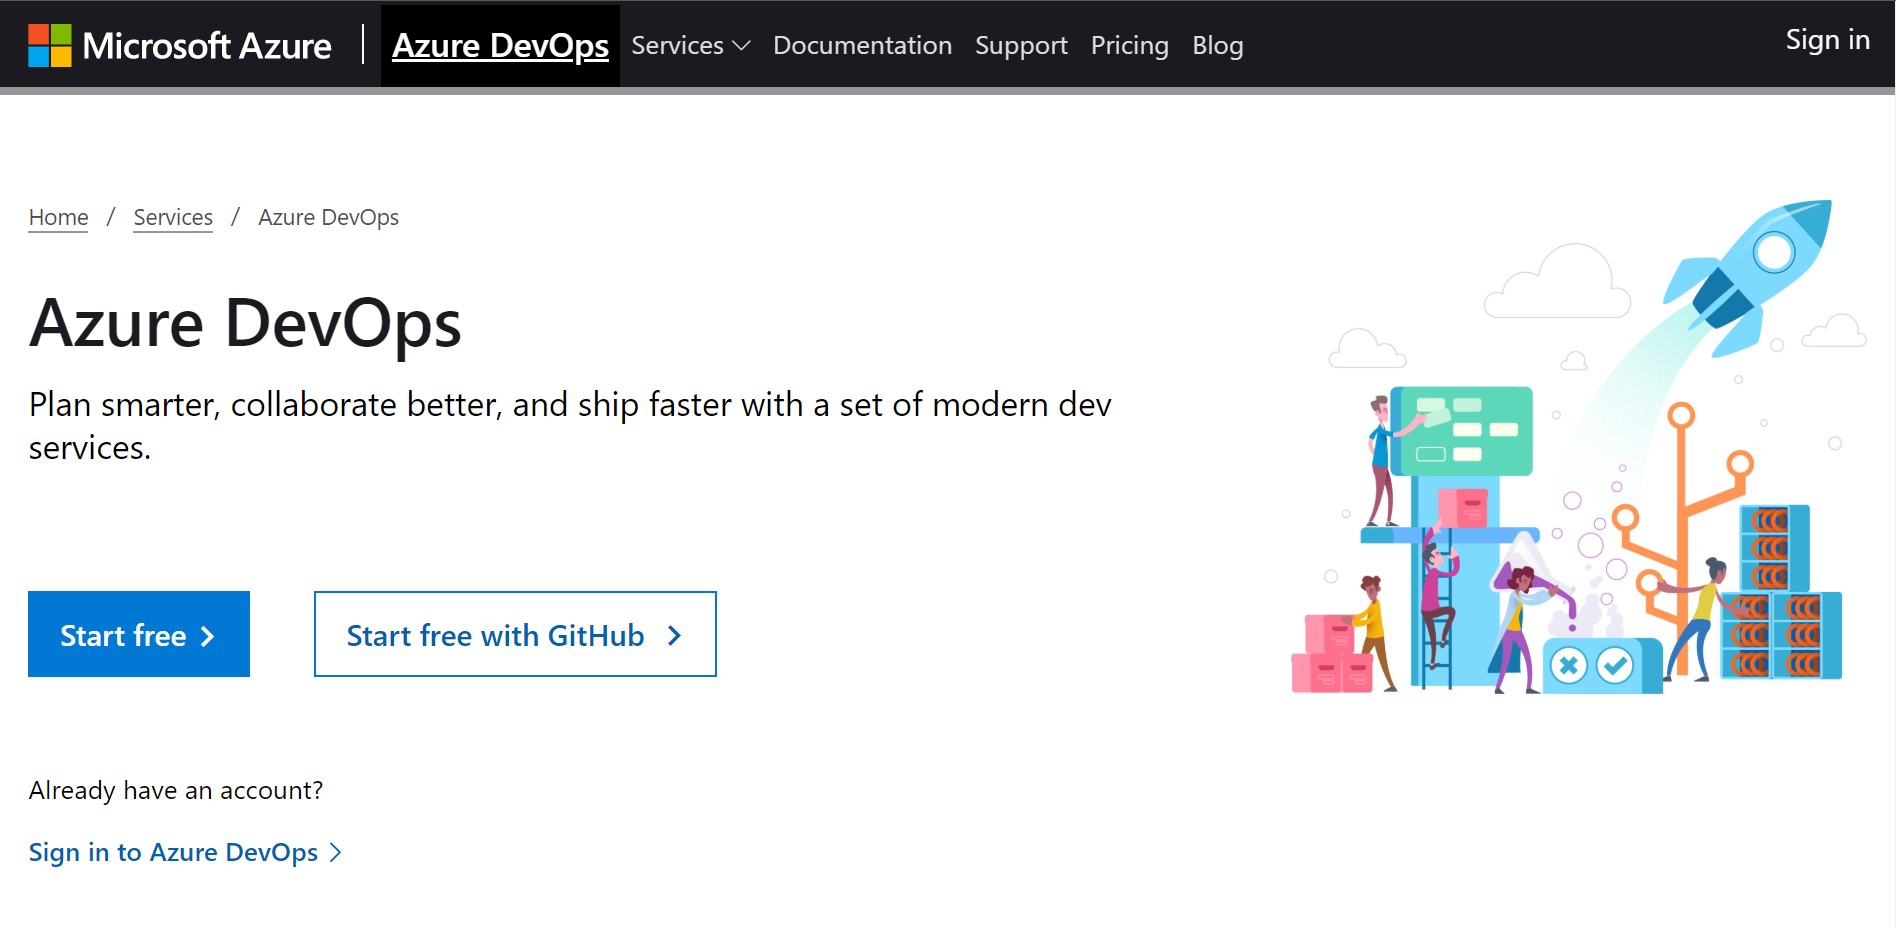 Microsoft Azure
Azure DevOps Services Documentation Support Pricing Blog
Sign in
Home / Services / Azure DevOps
Azure DevOps
Plan smarter, collaborate better, and ship faster with a set of modern dev
services.
Start free
Start free with GitHub
Already have an account?
Sign in to Azure DevOps